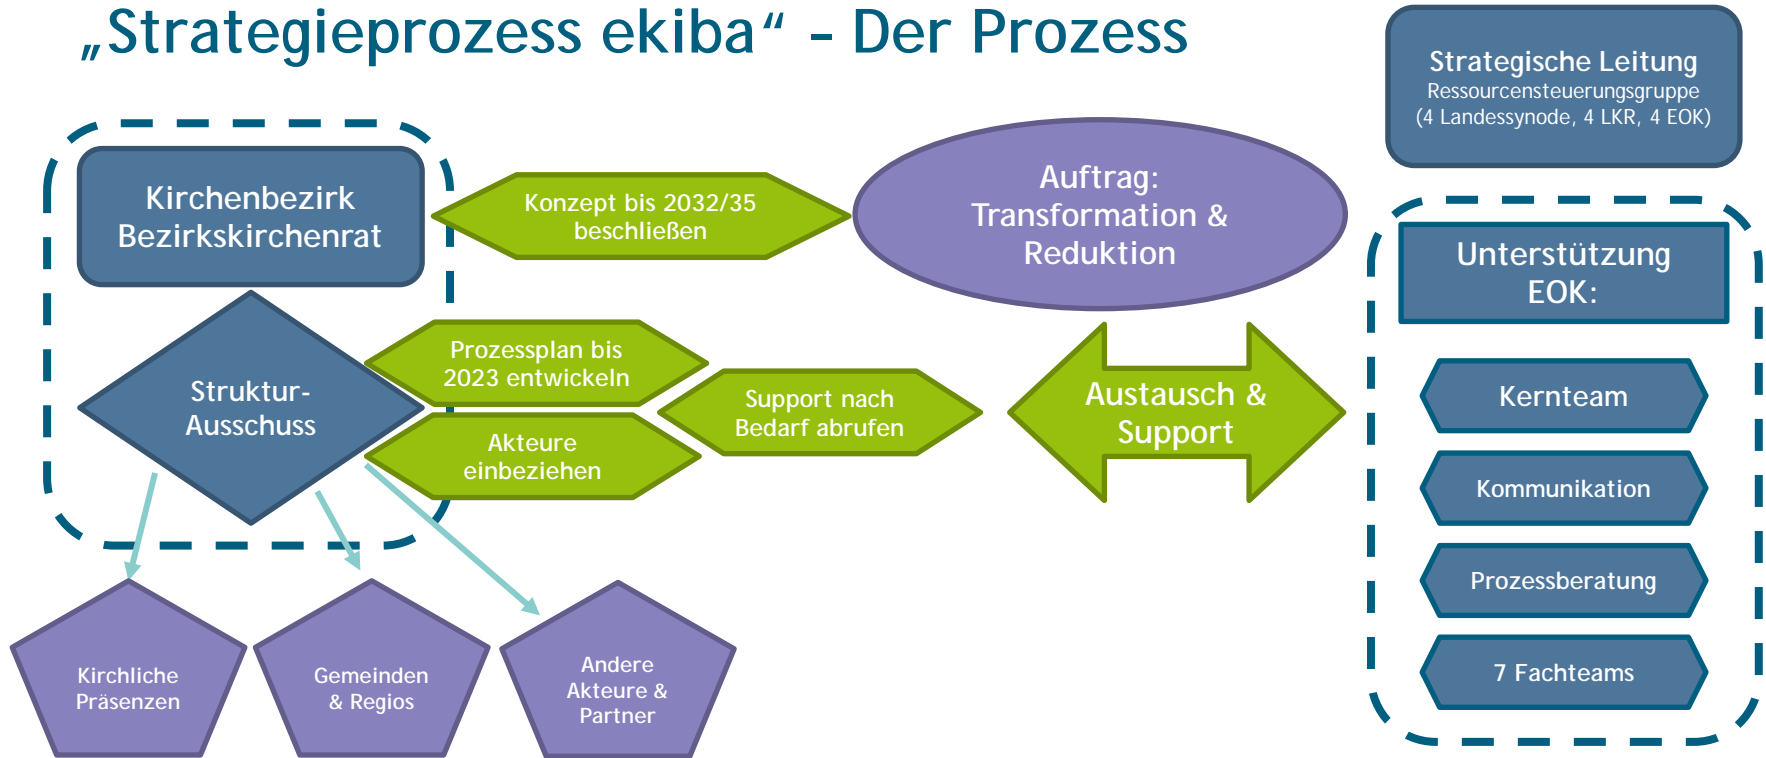 „Strategieprozess ekiba“ - Der Prozess
Strategische Leitung
Ressourcensteuerungsgruppe
(4 Landessynode, 4 LKR, 4 EOK)
Kirchenbezirk
Bezirkskirchenrat
Konzept bis 2032/35
beschließen
Auftrag:
Transformation &
Reduktion
Unterstützung
EOK:
Struktur-
Ausschuss
Prozessplan bis
2023 entwickeln
Akteure
einbeziehen
Support nach
Bedarf abrufen
Austausch &
Support
Kernteam
Kommunikation
Prozessberatung
7 Fachteams
Kirchliche
Präsenzen
Gemeinden
& Regios
Andere
Akteure &
Partner